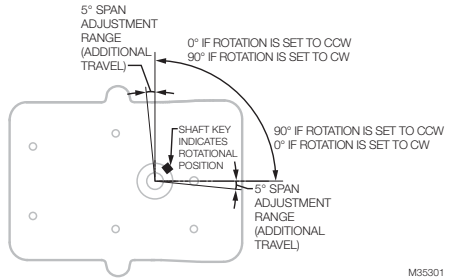 5° SPAN
ADJUSTMENT
RANGE
(ADDITIONAL
TRAVEL)
0° IF ROTATION IS SET TO CCW
90° IF ROTATION IS SET TO CW
SHAFT KEY
INDICATES
ROTATIONAL
POSITION
90° IF ROTATION IS SET TO CCW
0° IF ROTATION IS SET TO CW
5° SPAN
ADJUSTMENT
RANGE
(ADDITIONAL
TRAVEL)
M35301